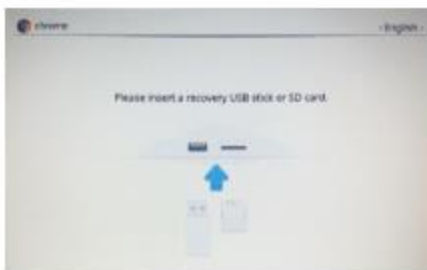 chrome
‹ English ›
Please insert a recovery USB stick or SD card.